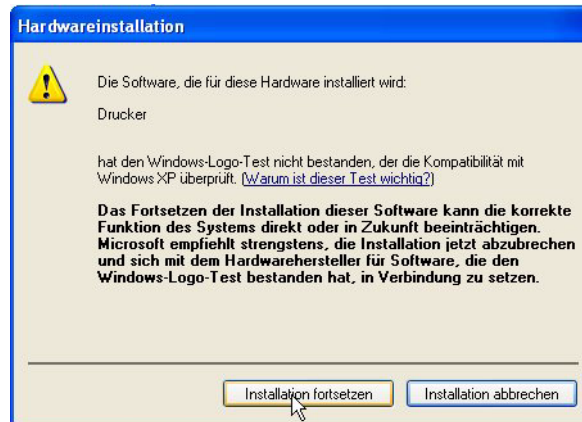 Hardwareinstallation
Die Software, die für diese Hardware installiert wird:
Drucker
hat den Windows-Logo-Test nicht bestanden, der die Kompatibilität mit
Windows XP überprüft. (Warum ist dieser Test wichtig?)
Das Fortsetzen der Installation dieser Software kann die korrekte
Funktion des Systems direkt oder in Zukunft beeinträchtigen.
Microsoft empfiehlt strengstens, die Installation jetzt abzubrechen
und sich mit dem Hardwarehersteller für Software, die den
Windows-Logo-Test bestanden hat, in Verbindung zu setzen.
Installation fortsetzen
Installation abbrechen